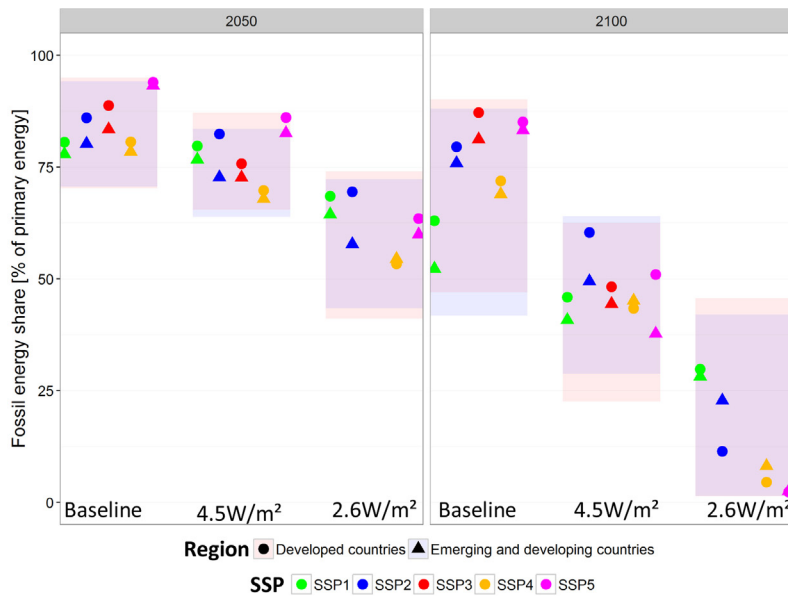 2050 2100
Fossil energy share [% of primary energy]
100
75
50
25
0
Baseline 4.5W/m² 2.6W/m² Baseline 4.5W/m² 2.6W/m²
Region Developed countries Emerging and developing countries
SSP SSP1 SSP2 SSP3 SSP4 SSP5